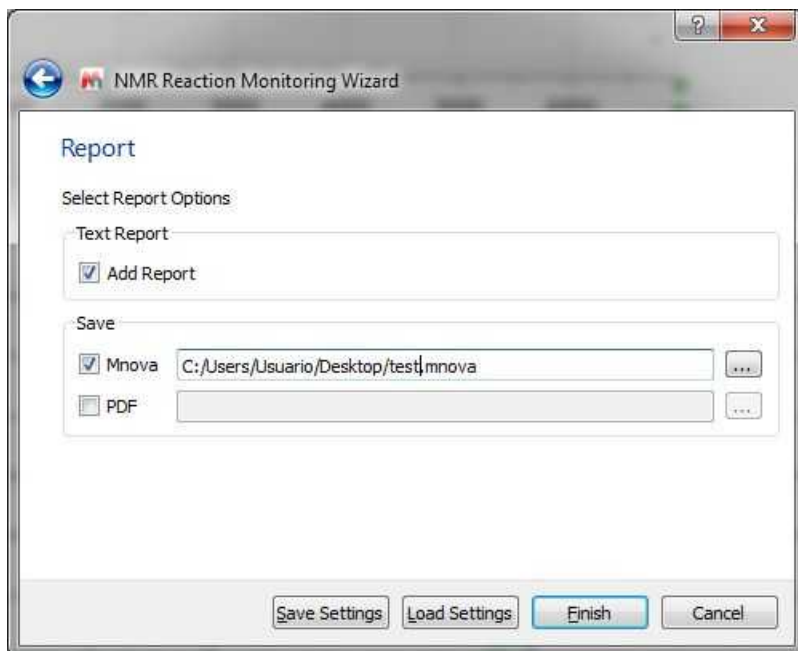 NMR Reaction Monitoring Wizard
Report
Select Report Options
Text Report
Add Report
Save
Mnova C:/Users/Usuario/Desktop/test.mnova ...
PDF ...
Save Settings Load Settings Finish Cancel